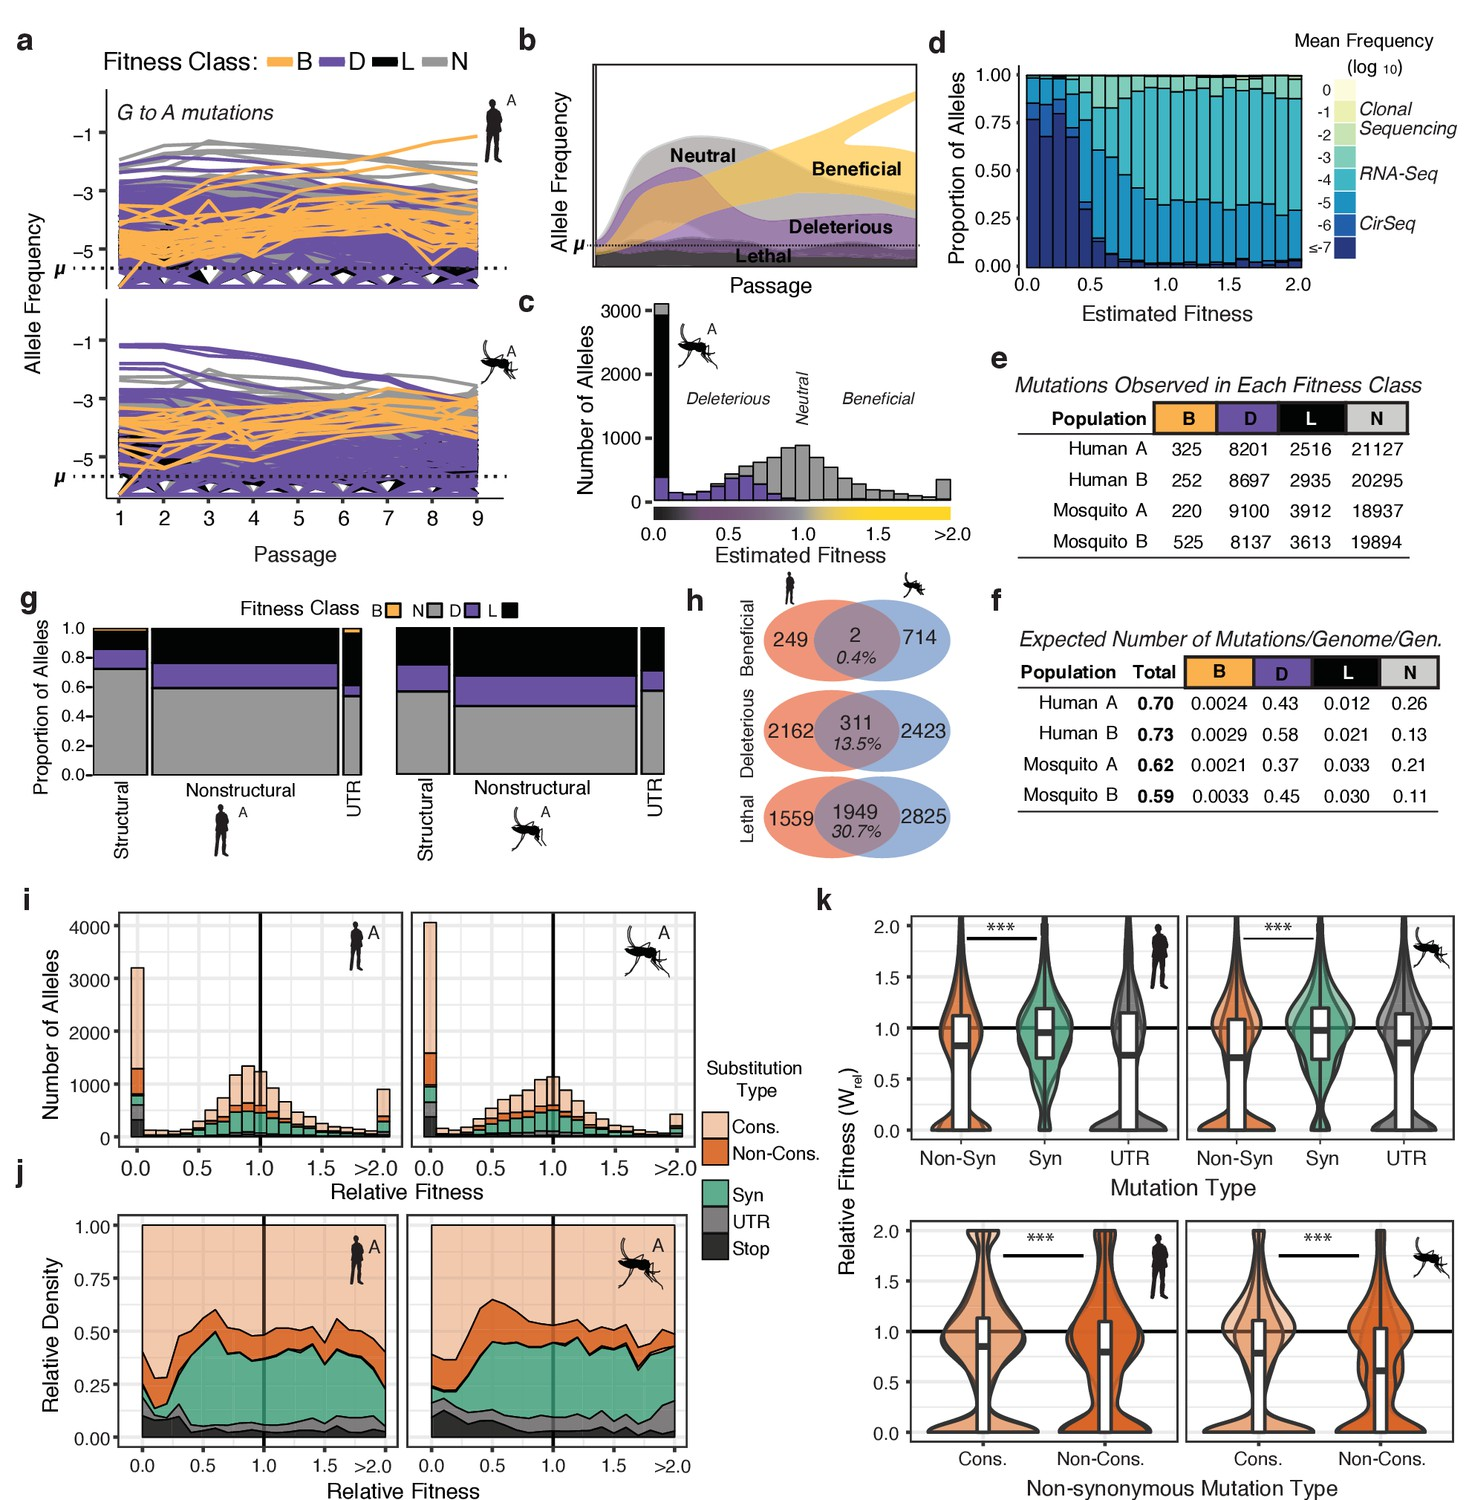 a
Fitness Class: B D L N
G to A mutations
A
−1
−3
−5
μ
A
−1
−3
−5
μ
Allele Frequency
1 2 3 4 5 6 7 8 9
Passage
b
Allele Frequency
Neutral
Beneficial
Deleterious
Lethal
μ
Passage
c
Number of Alleles
3000
2000
1000
0
A
Deleterious
Neutral
Beneficial
0.0 0.5 1.0 1.5 >2.0
Estimated Fitness
d
Proportion of Alleles
1.00
0.75
0.50
0.25
0.00
0.0 0.5 1.0 1.5 2.0
Estimated Fitness
Mean Frequency
(log 10)
0
-1
-2
-3
-4
-5
-6
≤-7
Clonal
Sequencing
RNA-Seq
CirSeq
e
Mutations Observed in Each Fitness Class
Population B D L N
Human A 325 8201 2516 21127
Human B 252 8697 2935 20295
Mosquito A 220 9100 3912 18937
Mosquito B 525 8137 3613 19894
f
Expected Number of Mutations/Genome/Gen.
Population Total B D L N
Human A 0.70 0.0024 0.43 0.012 0.26
Human B 0.73 0.0029 0.58 0.021 0.13
Mosquito A 0.62 0.0021 0.37 0.033 0.21
Mosquito B 0.59 0.0033 0.45 0.030 0.11
g
Fitness Class B N D L
Proportion of Alleles
1.0
0.8
0.6
0.4
0.2
0.0
Structural
Nonstructural
UTR
A
Structural
Nonstructural
UTR
A
h
Beneficial
249 2 714
0.4%
Deleterious
2162 311 2423
13.5%
Lethal
1559 1949 2825
30.7%
i
Number of Alleles
4000
3000
2000
1000
0
A
A
0.0 0.5 1.0 1.5 >2.0
0.0 0.5 1.0 1.5 >2.0
Relative Fitness
Substitution
Type
Cons.
Non-Cons.
Syn
UTR
Stop
j
Relative Density
1.00
0.75
0.50
0.25
0.00
A
A
0.0 0.5 1.0 1.5 >2.0
0.0 0.5 1.0 1.5 >2.0
Relative Fitness
k
Relative Fitness (Wrel)
2.0
1.5
1.0
0.5
0.0
***
***
Non-Syn Syn UTR
Non-Syn Syn UTR
Mutation Type
2.0
1.5
1.0
0.5
0.0
***
***
Cons. Non-Cons.
Cons. Non-Cons.
Non-synonymous Mutation Type